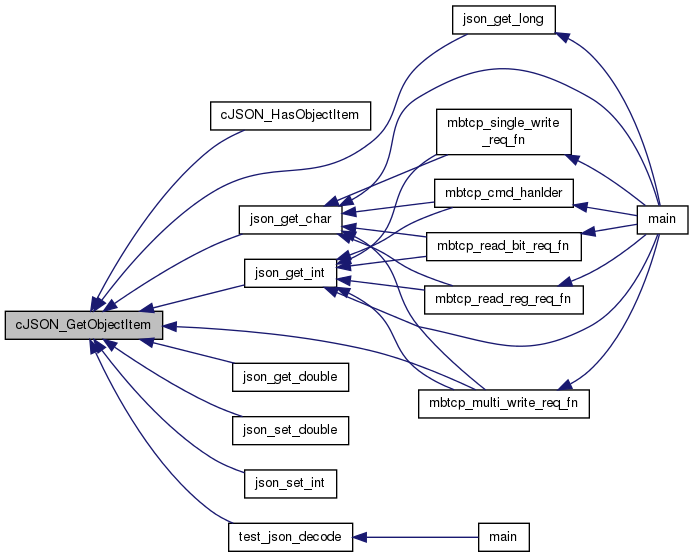 json_get_long
cJSON_HasObjectItem
mbtcp_single_write
_req_fn
mbtcp_cmd_hanlder
json_get_char
main
mbtcp_read_bit_req_fn
json_get_int
mbtcp_read_reg_req_fn
cJSON_GetObjectItem
json_get_double
mbtcp_multi_write_req_fn
json_set_double
json_set_int
test_json_decode
main